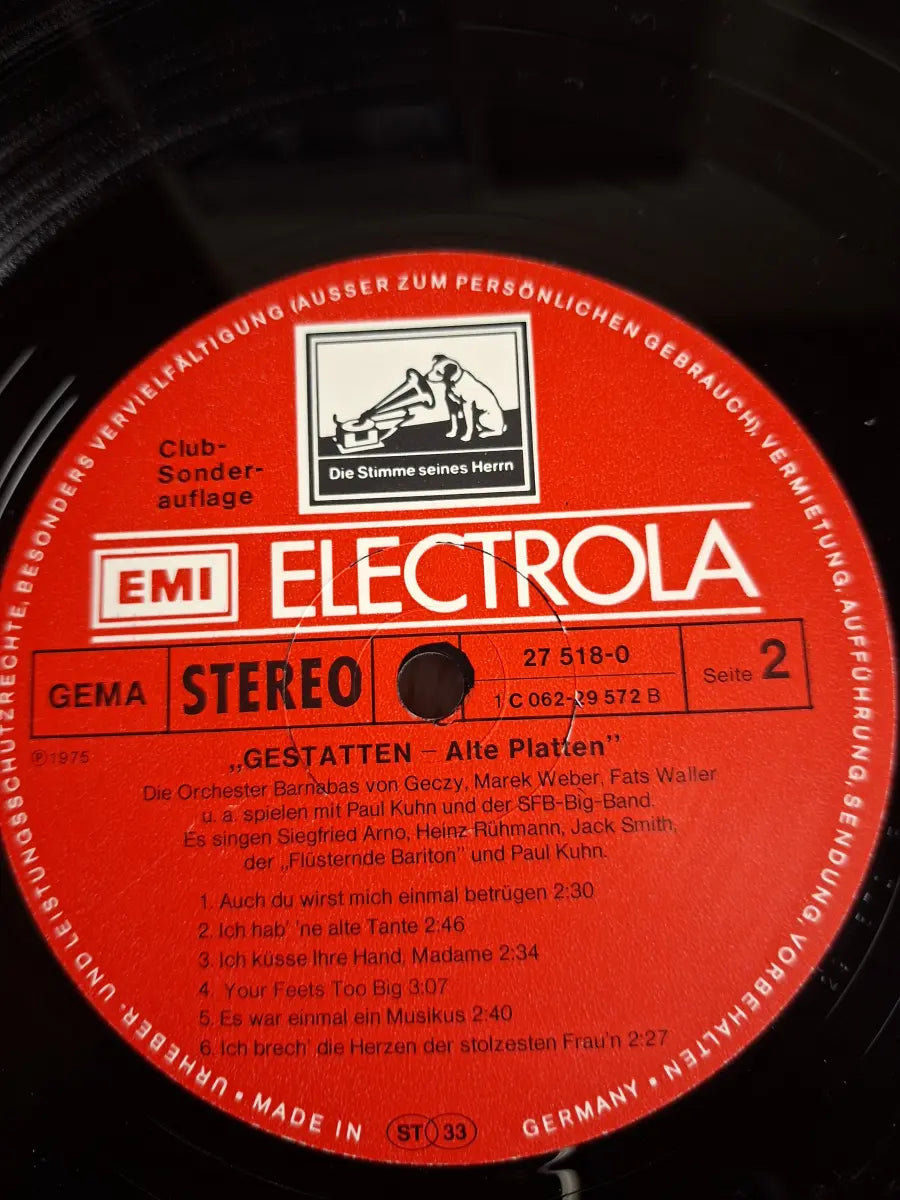 URHEBER- UND LEISTUNGSSCHUTZRECHTE, BESONDERS VERVIELFÄLTIGUNG (AUSSER ZUM PERSÖNLICHEN GEBRAUCH), VERMIETUNG, AUFFÜHRUNG, SENDUNG, VORBEHALTEN •
Die Stimme seines Herrn
Club-
Sonder-
auflage
EMI ELECTROLA
GEMA STEREO 27 518-0 Seite 2
1 C 062-29 572 B
℗ 1975
„GESTATTEN – Alte Platten”
Die Orchester Barnabas von Geczy, Marek Weber, Fats Waller
u. a. spielen mit Paul Kuhn und der SFB-Big-Band.
Es singen Siegfried Arno, Heinz Rühmann, Jack Smith,
der „Flüsternde Bariton” und Paul Kuhn.
1. Auch du wirst mich einmal betrügen 2:30
2. Ich hab' 'ne alte Tante 2:46
3. Ich küsse Ihre Hand, Madame 2:34
4. Your Feets Too Big 3:07
5. Es war einmal ein Musikus 2:40
6. Ich brech' die Herzen der stolzesten Frau'n 2:27
• MADE IN GERMANY •
ST 33